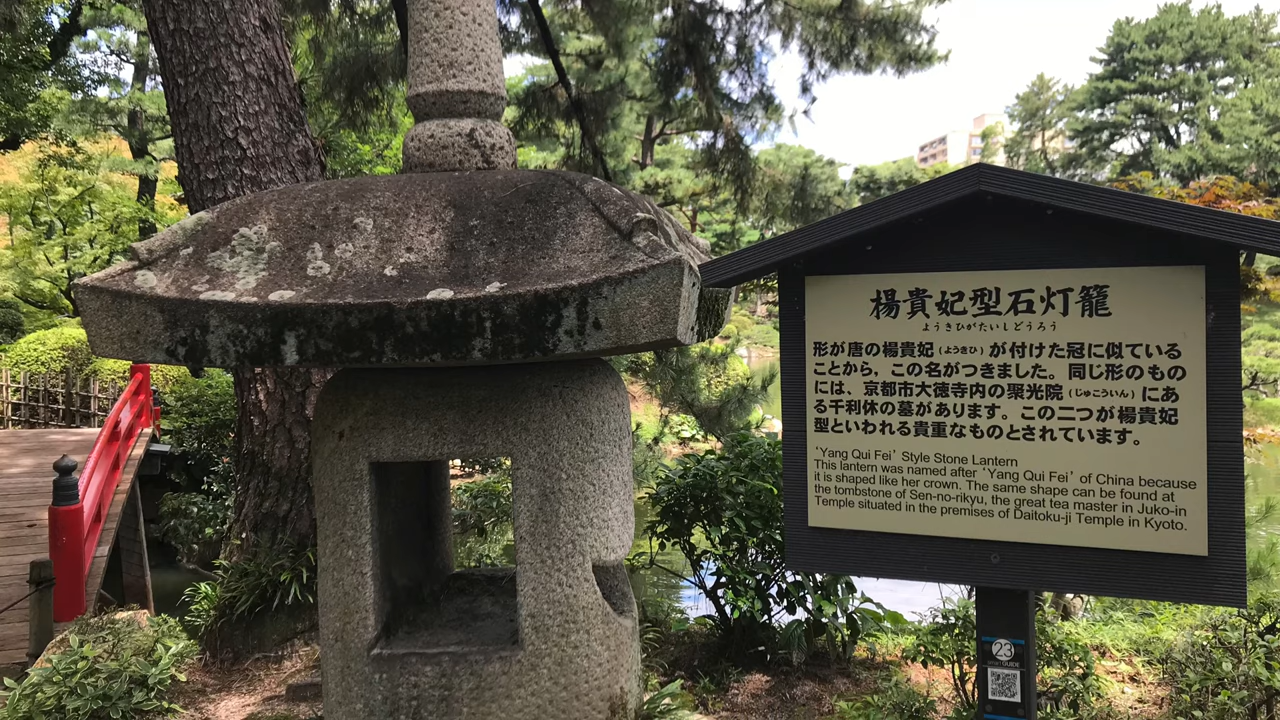 楊貴妃型石灯籠
ようきひがたいしどうろう
形が唐の楊貴妃(ようきひ)が付けた冠に似ている
ことから，この名がつきました。同じ形のもの
には、京都市大徳寺内の聚光院(じゅこういん)にあ
る千利休の墓があります。この二つが楊貴妃
型といわれる貴重なものとされています。
'Yang Qui Fei' Style Stone Lantern
This lantern was named after 'Yang Qui Fei' of China because
it is shaped like her crown. The same shape can be found at
the tombstone of Sen-no-rikyu, the great tea master in Juko-in
Temple situated in the premises of Daitoku-ji Temple in Kyoto.
23
GUIDE